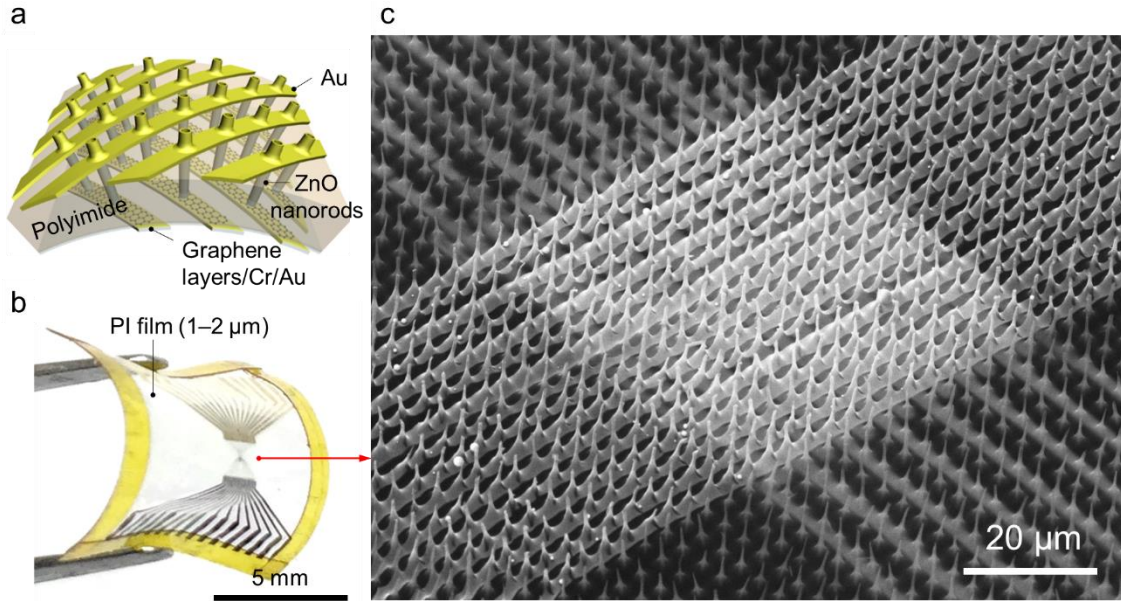 a
Au
ZnO
nanorods
Polyimide
Graphene
layers/Cr/Au
b
PI film (1–2 µm)
5 mm
c
20 µm